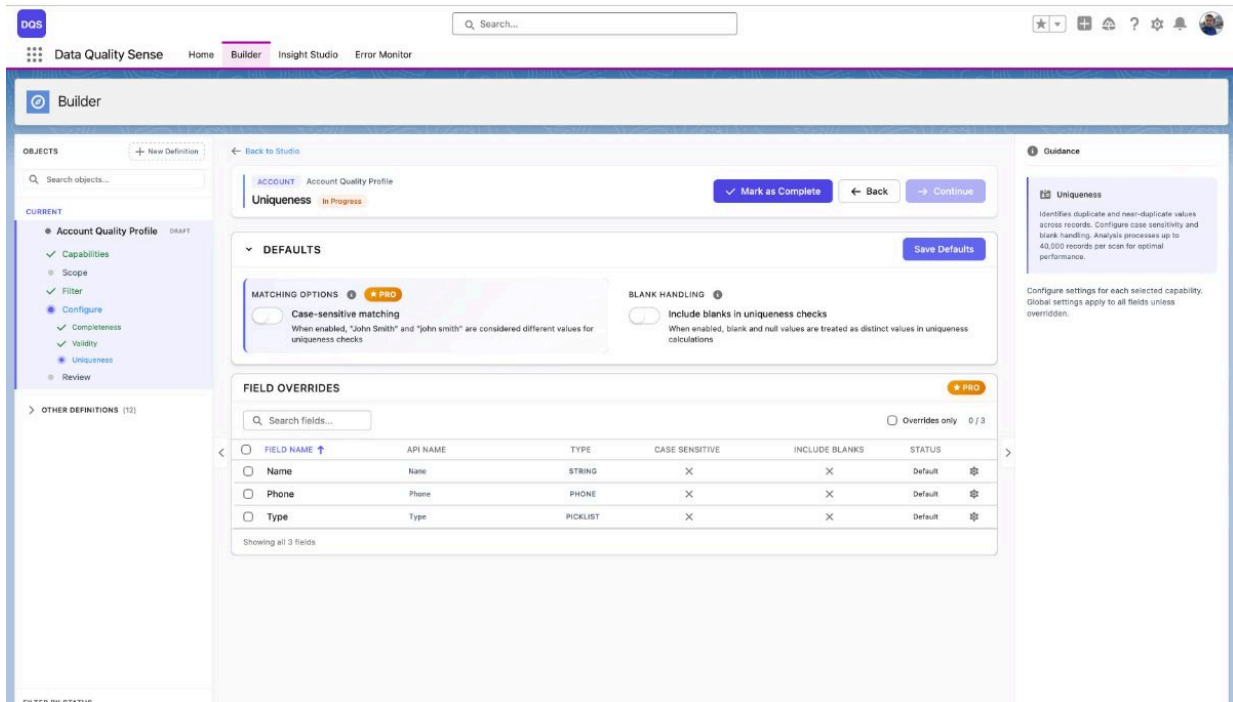 DQS
Search...
Data Quality Sense
Home
Builder
Insight Studio
Error Monitor
Builder
OBJECTS
New Definition
Search objects...
CURRENT
Account Quality Profile DRAFT
Capabilities
Scope
Filter
Configure
Completeness
Validity
Uniqueness
Review
OTHER DEFINITIONS (12)
Back to Studio
ACCOUNT Account Quality Profile
Uniqueness In Progress
Mark as Complete
Back
Continue
DEFAULTS
Save Defaults
MATCHING OPTIONS PRO
Case-sensitive matching
When enabled, "John Smith" and "john smith" are considered different values for
uniqueness checks
BLANK HANDLING
Include blanks in uniqueness checks
When enabled, blank and null values are treated as distinct values in uniqueness
calculations
FIELD OVERRIDES
PRO
Search fields...
Overrides only 0 / 3
FIELD NAME API NAME TYPE CASE SENSITIVE INCLUDE BLANKS STATUS
Name Name STRING Default
Phone Phone PHONE Default
Type Type PICKLIST Default
Showing all 3 fields
Guidance
Uniqueness
Identifies duplicate and near-duplicate values
across records. Configure case sensitivity and
blank handling. Analysis processes up to
40,000 records per scan for optimal
performance.
Configure settings for each selected capability.
Global settings apply to all fields unless
overridden.
FILTER BY STATUS